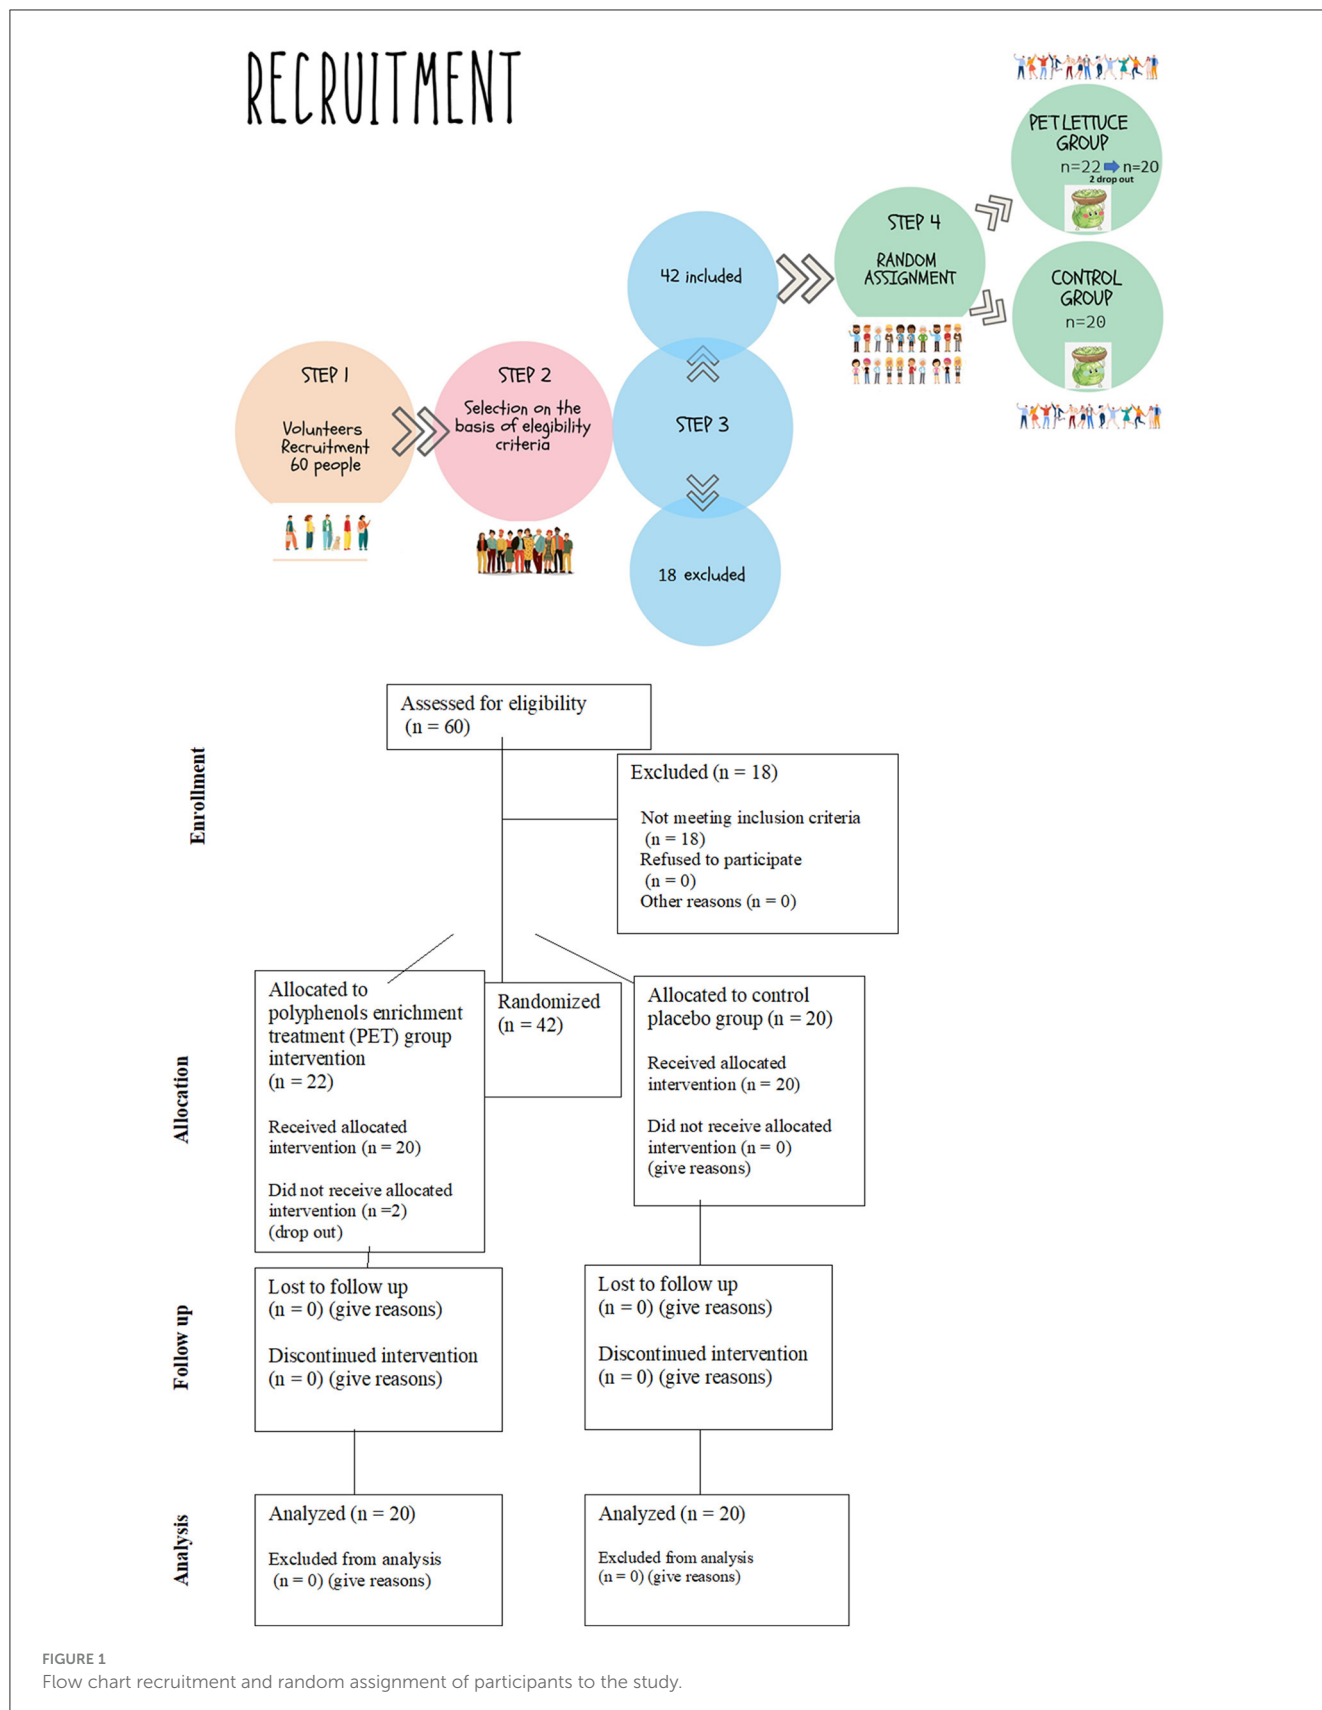 RECRUITMENT
STEP 1
Volunteers
Recruitment
60 people
STEP 2
Selection on the
basis of elegibility
criteria
STEP 3
42 included
18 excluded
STEP 4
RANDOM
ASSIGNMENT
PET LETTUCE
GROUP
n=22 n=20
2 drop out
CONTROL
GROUP
n=20
Enrollment
Assessed for eligibility
(n = 60)
Excluded (n = 18)
Not meeting inclusion criteria
(n = 18)
Refused to participate
(n = 0)
Other reasons (n = 0)
Allocation
Allocated to
polyphenols enrichment
treatment (PET) group
intervention
(n = 22)
Received allocated
intervention (n = 20)
Did not receive allocated
intervention (n =2)
(drop out)
Randomized
(n = 42)
Allocated to control
placebo group (n = 20)
Received allocated
intervention (n = 20)
Did not receive allocated
intervention (n = 0)
(give reasons)
Follow up
Lost to follow up
(n = 0) (give reasons)
Discontinued intervention
(n = 0) (give reasons)
Lost to follow up
(n = 0) (give reasons)
Discontinued intervention
(n = 0) (give reasons)
Analysis
Analyzed (n = 20)
Excluded from analysis
(n = 0) (give reasons)
Analyzed (n = 20)
Excluded from analysis
(n = 0) (give reasons)
FIGURE 1
Flow chart recruitment and random assignment of participants to the study.